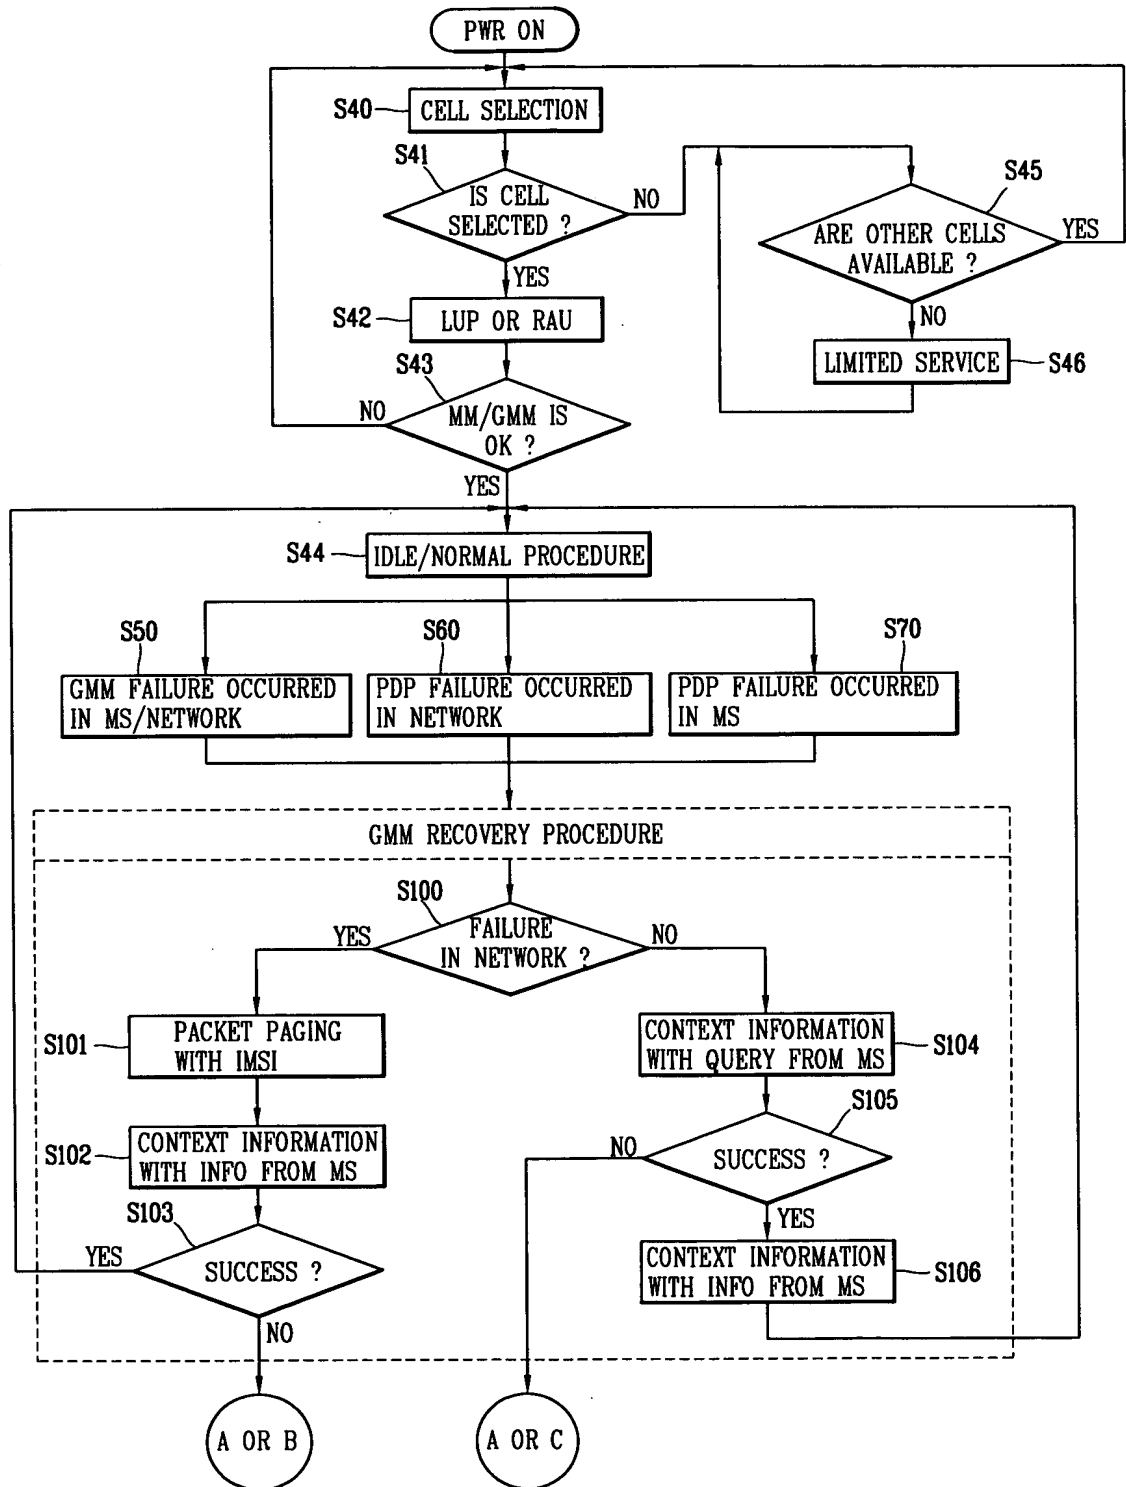 PWR ON
S40
CELL SELECTION
S41
IS CELL
SELECTED ?
NO
YES
S45
ARE OTHER CELLS
AVAILABLE ?
YES
NO
S42
LUP OR RAU
LIMITED SERVICE
S46
S43
MM/GMM IS
OK ?
NO
YES
S44
IDLE/NORMAL PROCEDURE
S50
S60
S70
GMM FAILURE OCCURRED
IN MS/NETWORK
PDP FAILURE OCCURRED
IN NETWORK
PDP FAILURE OCCURRED
IN MS
GMM RECOVERY PROCEDURE
S100
FAILURE
IN NETWORK ?
YES
NO
S101
PACKET PAGING
WITH IMSI
CONTEXT INFORMATION
WITH QUERY FROM MS
S104
S102
CONTEXT INFORMATION
WITH INFO FROM MS
S105
SUCCESS ?
NO
YES
S103
SUCCESS ?
YES
NO
CONTEXT INFORMATION
WITH INFO FROM MS
S106
A OR B
A OR C